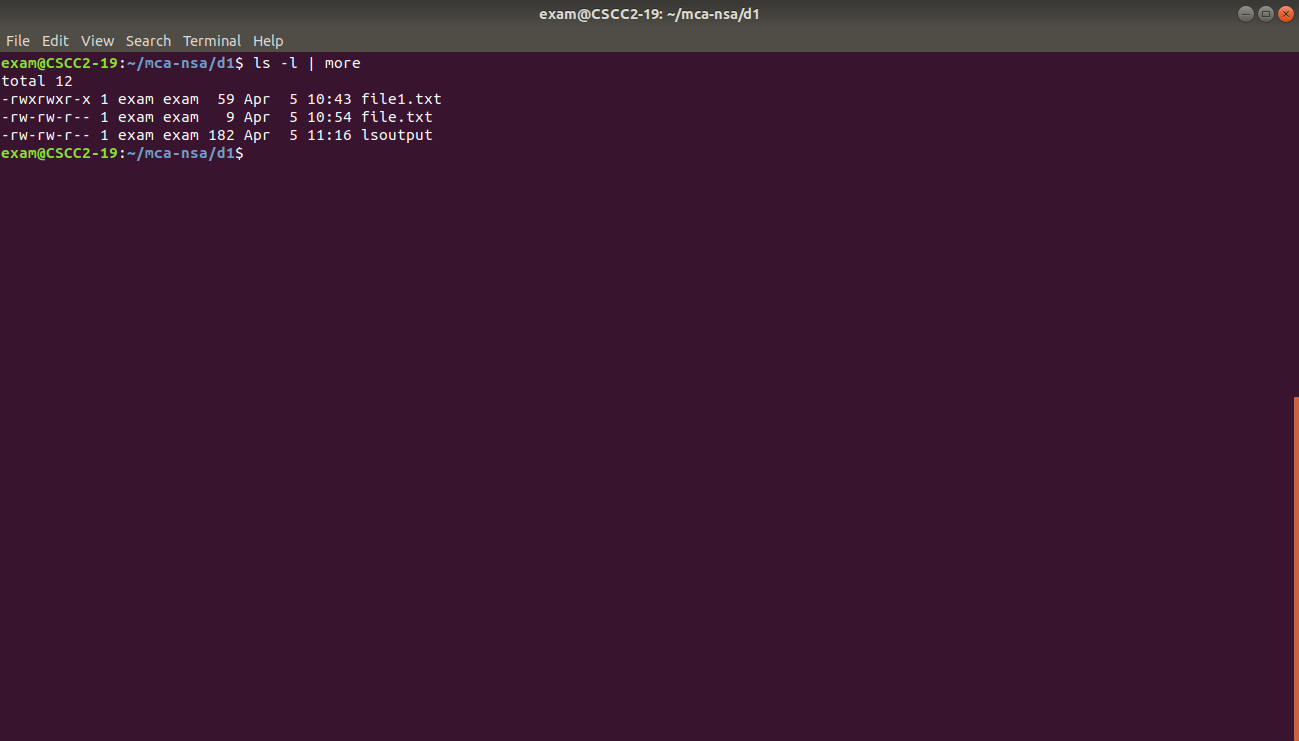 exam@CSCC2-19: ~/mca-nsa/d1
File Edit View Search Terminal Help
exam@CSCC2-19:~/mca-nsa/d1$ ls -l | more
total 12
-rwxrwxr-x 1 exam exam  59 Apr  5 10:43 file1.txt
-rw-rw-r-- 1 exam exam   9 Apr  5 10:54 file.txt
-rw-rw-r-- 1 exam exam 182 Apr  5 11:16 lsoutput
exam@CSCC2-19:~/mca-nsa/d1$